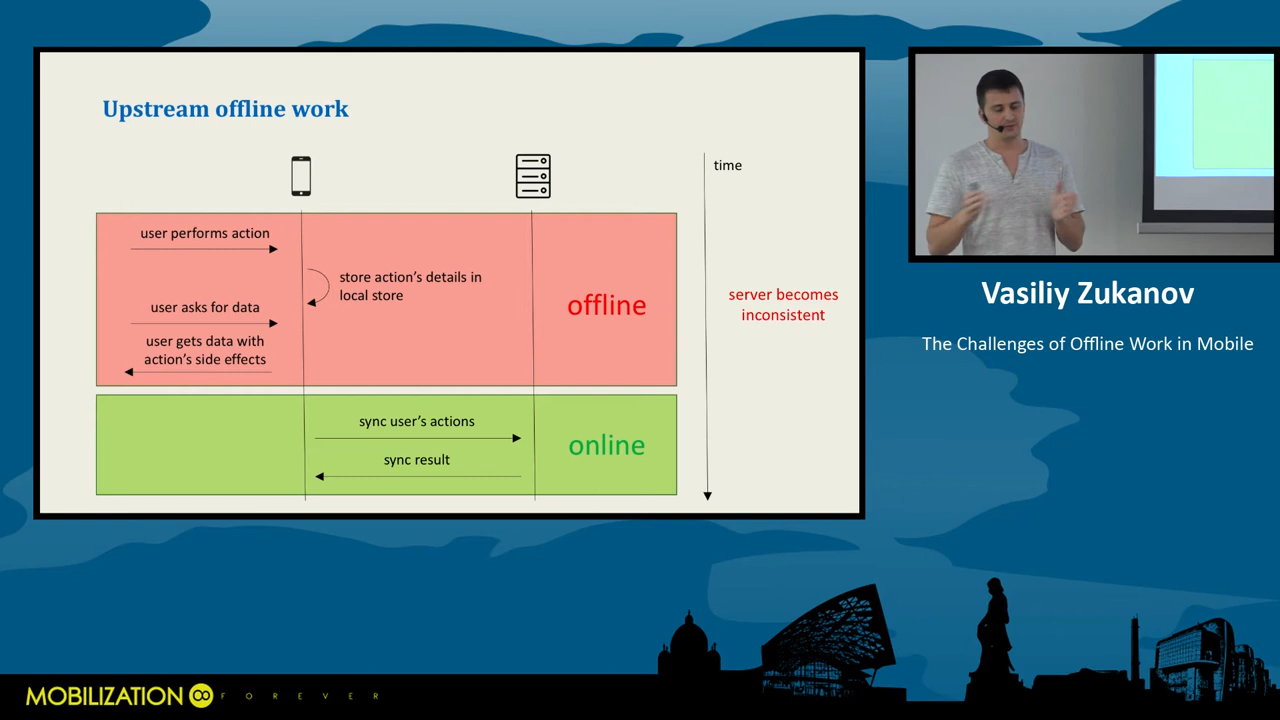 Upstream offline work
time
user performs action
store action's details in
local store
user asks for data
user gets data with
action's side effects
offline
server becomes
inconsistent
sync user's actions
sync result
online
Vasiliy Zukanov
The Challenges of Offline Work in Mobile
MOBILIZATION 8 FOREVER